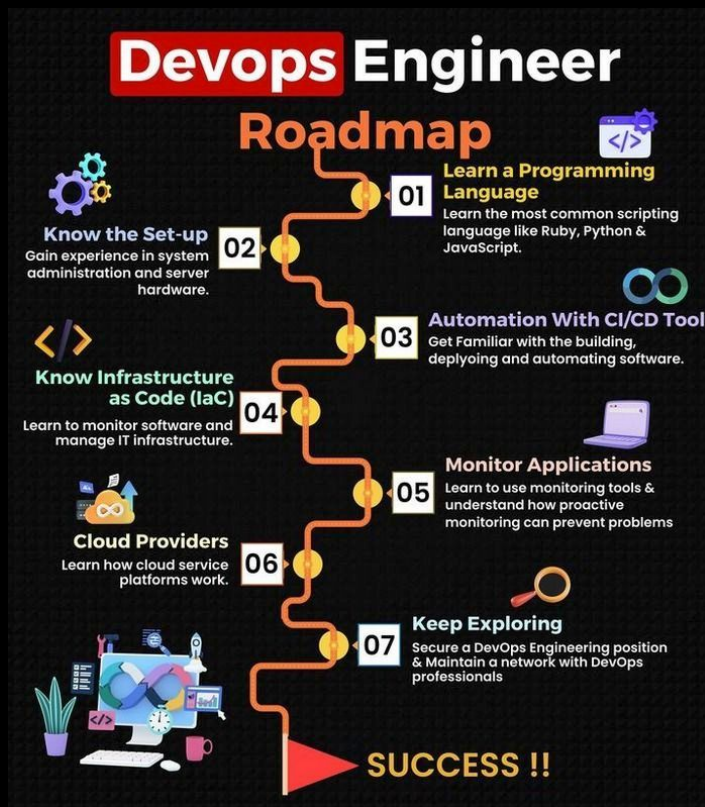 Devops Engineer
Roadmap
01
Learn a Programming
Language
Learn the most common scripting
language like Ruby, Python &
JavaScript.
02
Know the Set-up
Gain experience in system
administration and server
hardware.
03
Automation With CI/CD Tool
Get Familiar with the building,
deplyoing and automating software.
04
Know Infrastructure
as Code (IaC)
Learn to monitor software and
manage IT infrastructure.
05
Monitor Applications
Learn to use monitoring tools &
understand how proactive
monitoring can prevent problems
06
Cloud Providers
Learn how cloud service
platforms work.
07
Keep Exploring
Secure a DevOps Engineering position
& Maintain a network with DevOps
professionals
SUCCESS !!